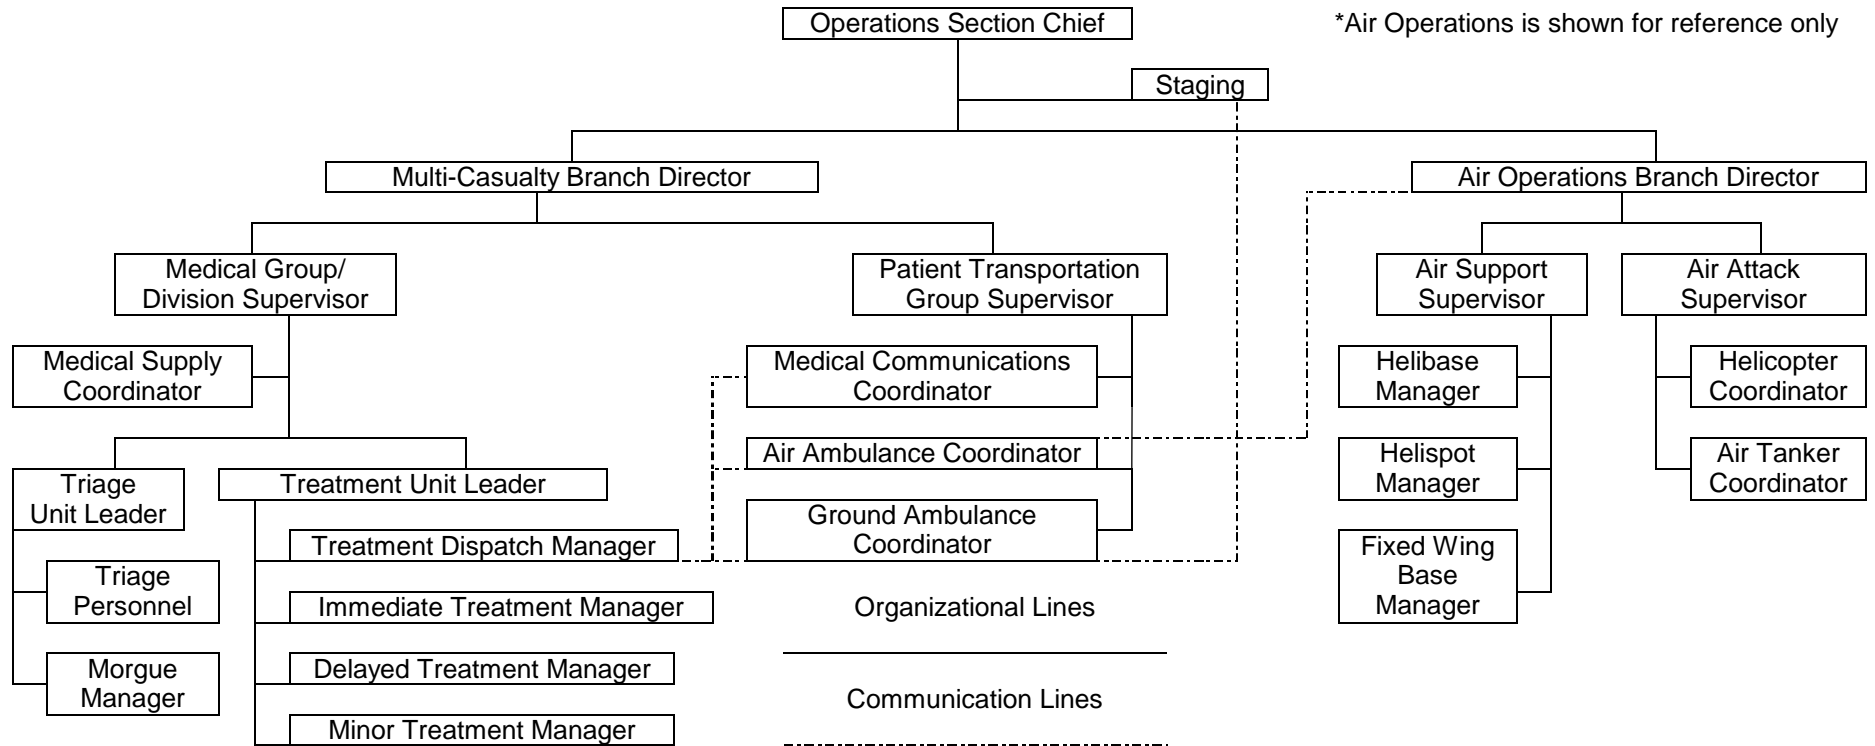 Operations Section Chief
*Air Operations is shown for reference only
Staging
Multi-Casualty Branch Director
Air Operations Branch Director
Medical Group/
Division Supervisor
Patient Transportation
Group Supervisor
Air Support
Supervisor
Air Attack
Supervisor
Medical Supply
Coordinator
Medical Communications
Coordinator
Helibase
Manager
Helicopter
Coordinator
Triage
Unit Leader
Treatment Unit Leader
Air Ambulance Coordinator
Helispot
Manager
Air Tanker
Coordinator
Treatment Dispatch Manager
Ground Ambulance
Coordinator
Fixed Wing
Base
Manager
Triage
Personnel
Immediate Treatment Manager
Organizational Lines
Morgue
Manager
Delayed Treatment Manager
Communication Lines
Minor Treatment Manager